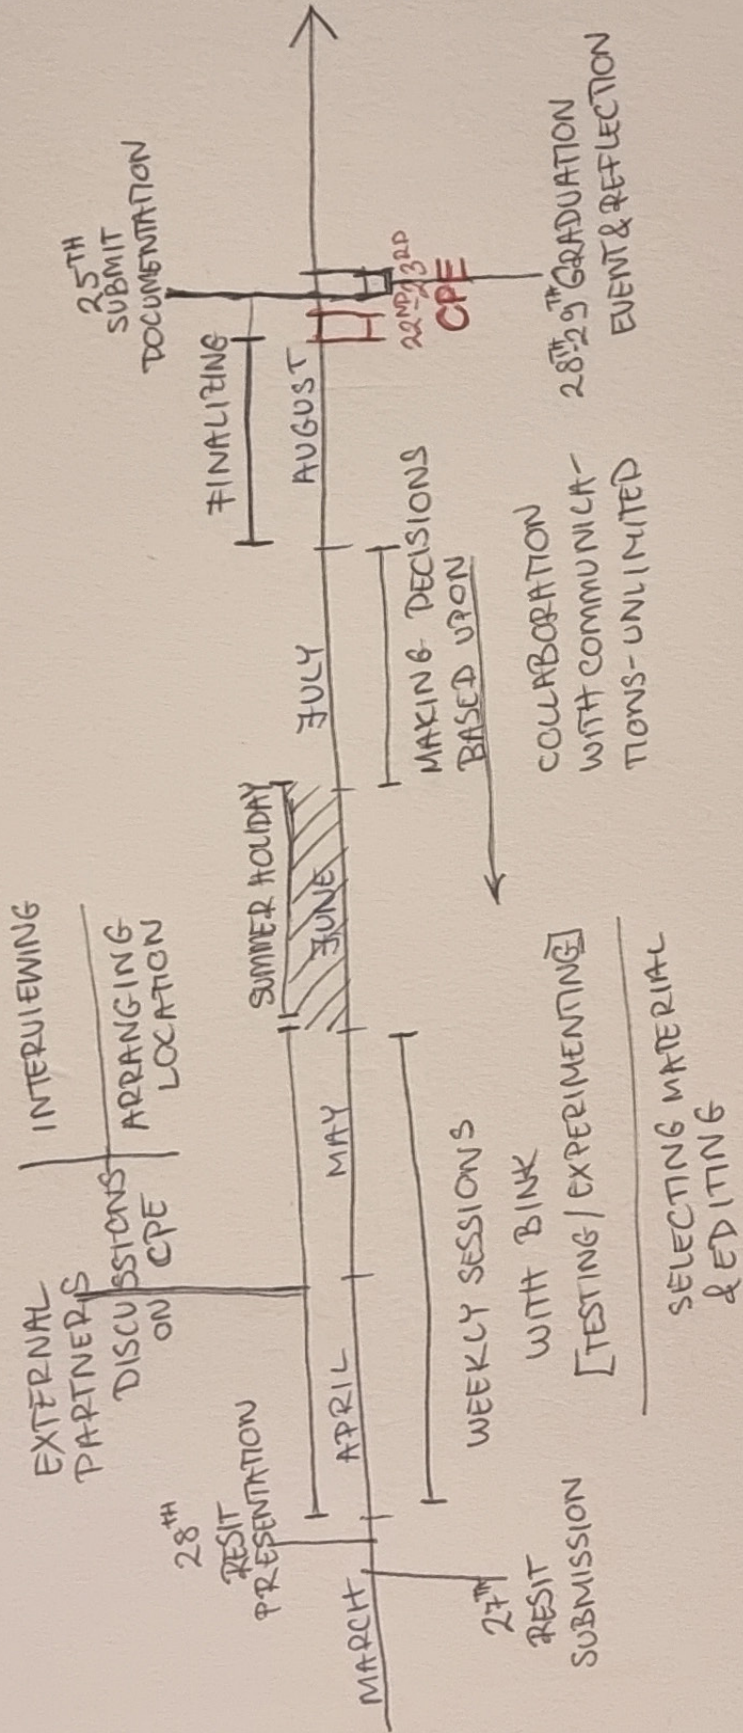 EXTERNAL
PARTNERS
DISCUSSIONS
ON CPE
INTERVIEWING
ARRANGING
LOCATION
28TH
RESIT
PRESENTATION
SUMMER HOLIDAY
FINALIZING
25TH
SUBMIT
DOCUMENTATION
MARCH
APRIL
MAY
JUNE
JULY
AUGUST
27TH
RESIT
SUBMISSION
WEEKLY SESSIONS
WITH BINK
[TESTING/EXPERIMENTING]
SELECTING MATERIAL
& EDITING
MAKING DECISIONS
BASED UPON
COLLABORATION
WITH COMMUNICA-
TIONS-UNLIMITED
22ND-23RD
CPE
28TH-29TH GRADUATION
EVENT & REFLECTION